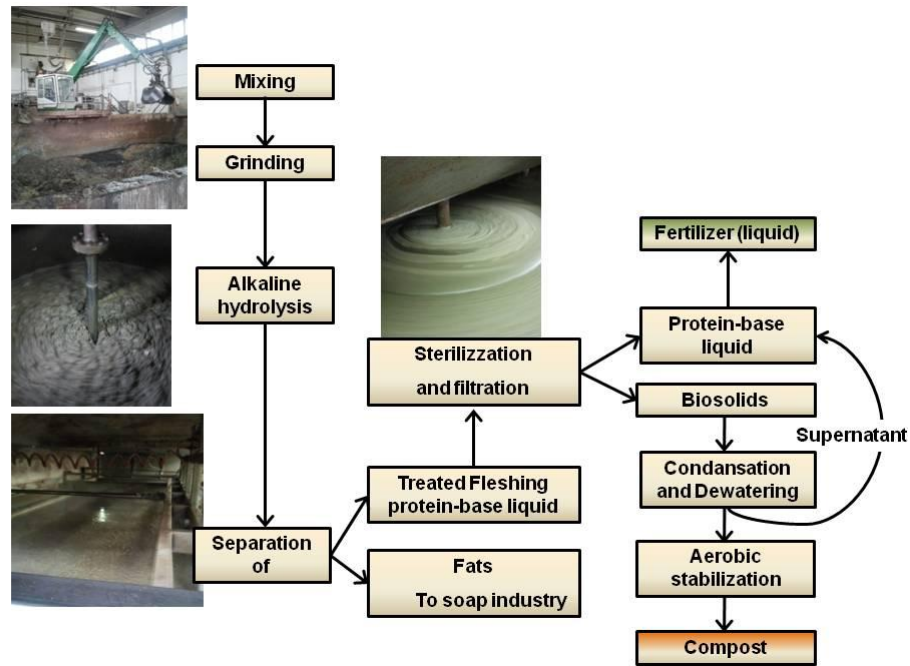 Mixing
Grinding
Alkaline
hydrolysis
Separation
of
Treated Fleshing
protein-base liquid
Fats
To soap industry
Sterilizzation
and filtration
Fertilizer (liquid)
Protein-base
liquid
Biosolids
Supernatant
Condansation
and Dewatering
Aerobic
stabilization
Compost